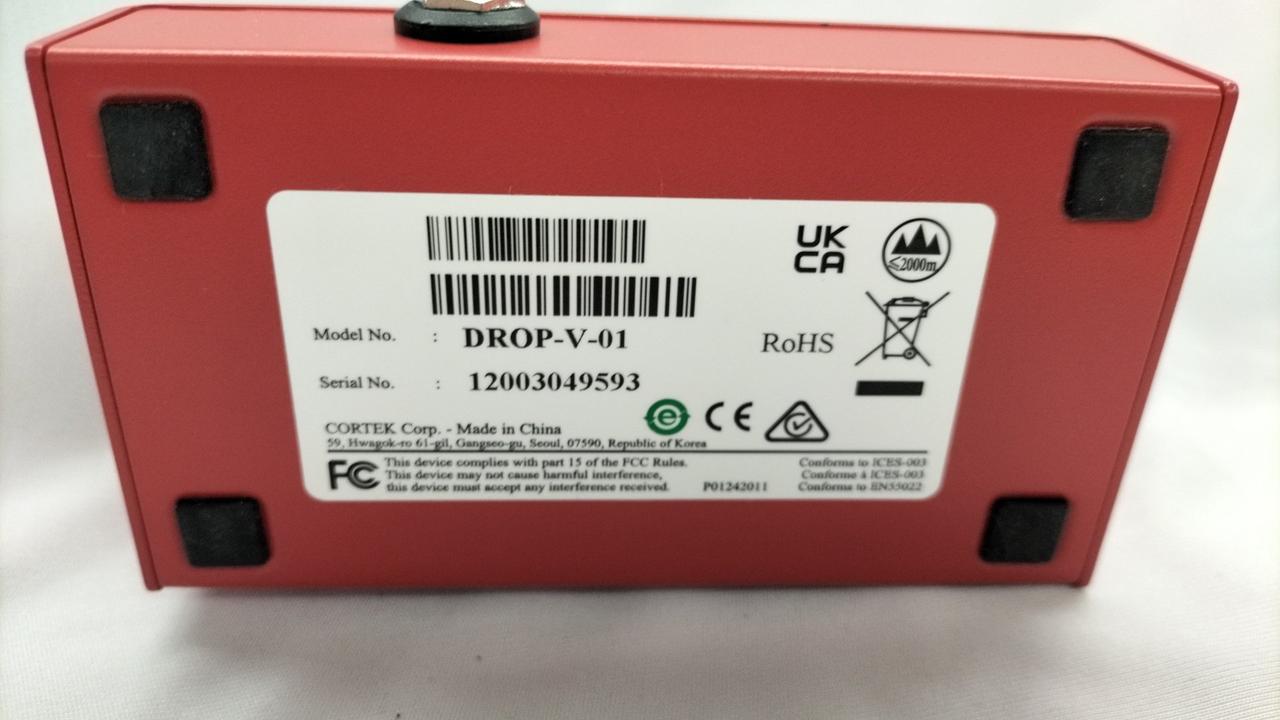 UK
CA
≤2000m
Model No. : DROP-V-01
RoHS
Serial No. : 12003049593
e
CE
CORTEK Corp. - Made in China
59, Hwagok-ro 61-gil, Gangseo-gu, Seoul, 07590, Republic of Korea
FC
This device complies with part 15 of the FCC Rules.
This device may not cause harmful interference,
this device must accept any interference received.
P01242011
Conforms to ICES-003
Conforme à ICES-003
Conforms to EN55022